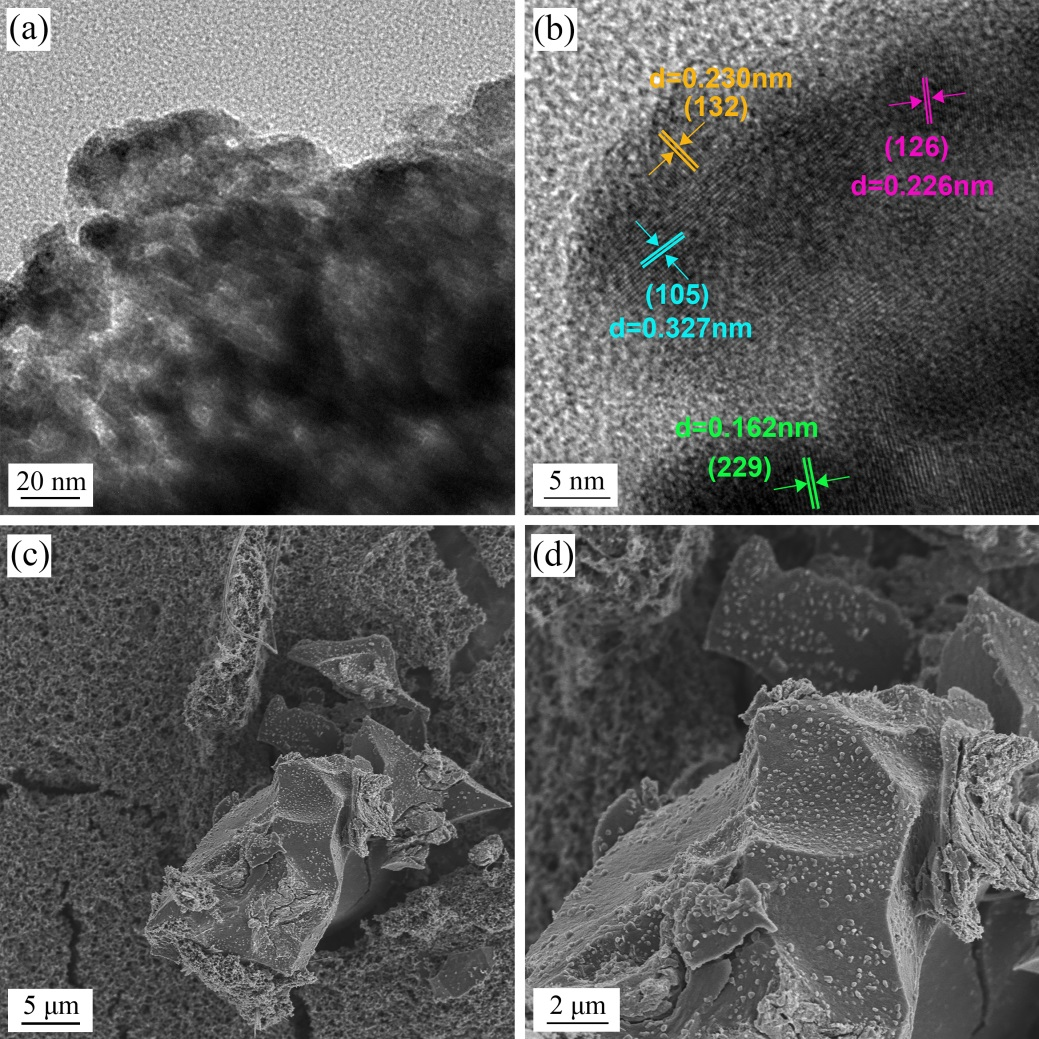 (a)
20 nm
(b)
d=0.230nm
(132)
(126)
d=0.226nm
(105)
d=0.327nm
d=0.162nm
(229)
5 nm
(c)
5 μm
(d)
2 μm